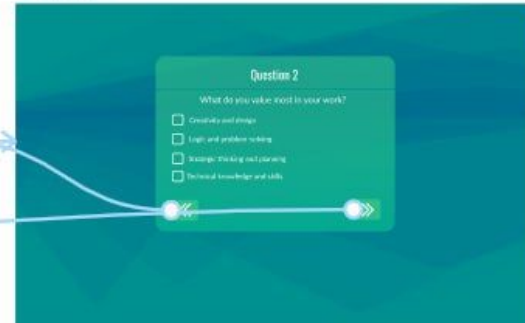 Question 2
What do you value most in your work?
Creativity and design
Logic and problem solving
Strategic thinking and planning
Technical knowledge and skills